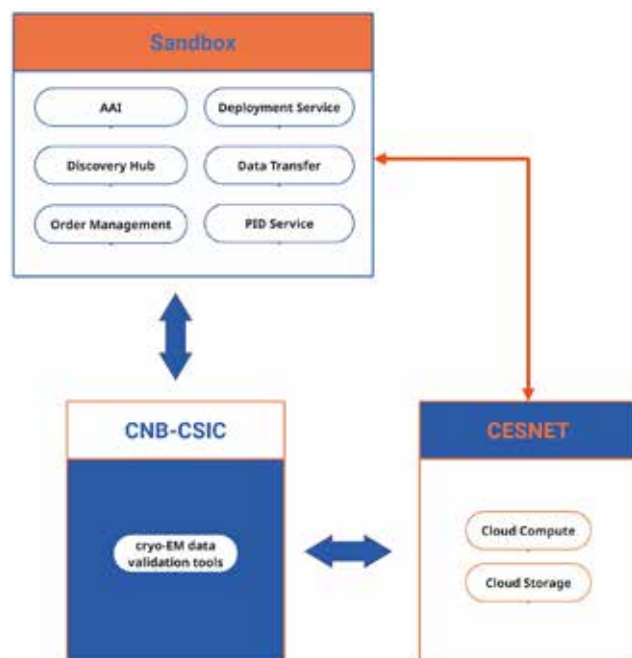 Sandbox
AAI
Deployment Service
Discovery Hub
Data Transfer
Order Management
PID Service
CNB-CSIC
CESNET
cryo-EM data
validation tools
Cloud Compute
Cloud Storage